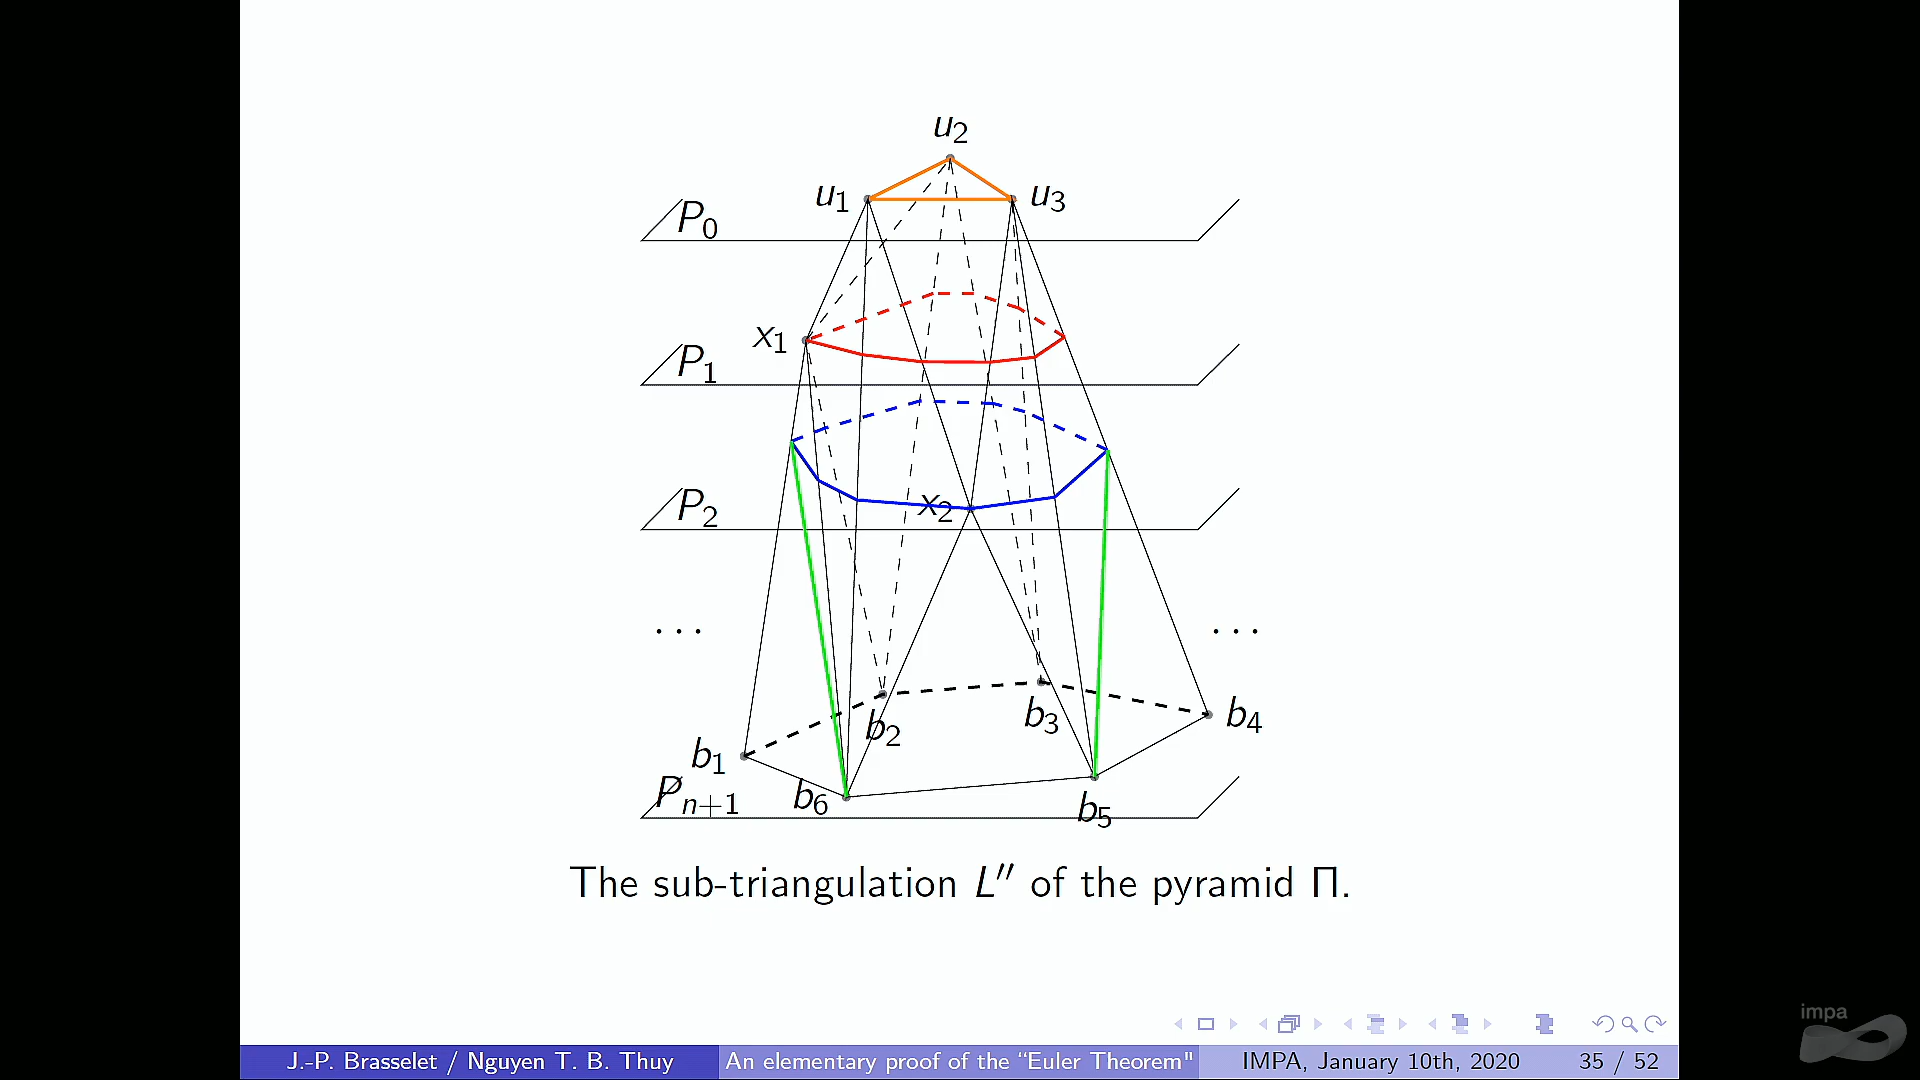 u₂
u₁
u₃
P₀
x₁
P₁
x₂
P₂
...
...
b₂
b₃
b₄
b₁
Pₙ₊₁
b₆
b₅
The sub-triangulation L″ of the pyramid Π.
impa
J.-P. Brasselet / Nguyen T. B. Thuy
An elementary proof of the “Euler Theorem"
IMPA, January 10th, 2020
35 / 52